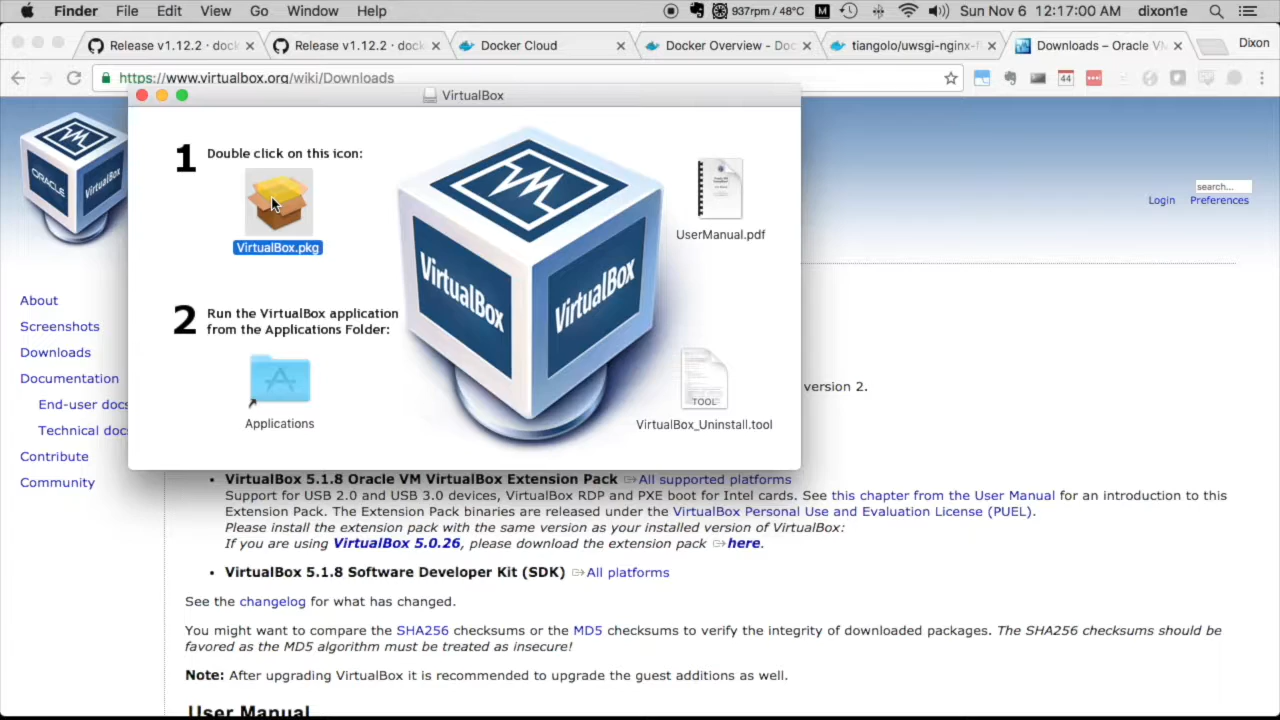 Finder File Edit View Go Window Help 937rpm / 48°C M Sun Nov 6 12:17:00 AM dixon1e
Release v1.12.2 · dock
Release v1.12.2 · dock
Docker Cloud
Docker Overview - Do
tiangolo/uwsgi-nginx-f
Downloads – Oracle VM
Dixon
https://www.virtualbox.org/wiki/Downloads
44
VirtualBox
1 Double click on this icon:
VirtualBox.pkg
2 Run the VirtualBox application
from the Applications Folder:
Applications
VirtualBox
VirtualBox
UserManual.pdf
TOOL
VirtualBox_Uninstall.tool
ORACLE
VirtualBox
search...
Login Preferences
About
Screenshots
Downloads
Documentation
End-user docs
Technical docs
Contribute
Community
version 2.
• VirtualBox 5.1.8 Oracle VM VirtualBox Extension Pack All supported platforms
Support for USB 2.0 and USB 3.0 devices, VirtualBox RDP and PXE boot for Intel cards. See this chapter from the User Manual for an introduction to this
Extension Pack. The Extension Pack binaries are released under the VirtualBox Personal Use and Evaluation License (PUEL).
Please install the extension pack with the same version as your installed version of VirtualBox:
If you are using VirtualBox 5.0.26, please download the extension pack here.
• VirtualBox 5.1.8 Software Developer Kit (SDK) All platforms
See the changelog for what has changed.
You might want to compare the SHA256 checksums or the MD5 checksums to verify the integrity of downloaded packages. The SHA256 checksums should be
favored as the MD5 algorithm must be treated as insecure!
Note: After upgrading VirtualBox it is recommended to upgrade the guest additions as well.
User Manual